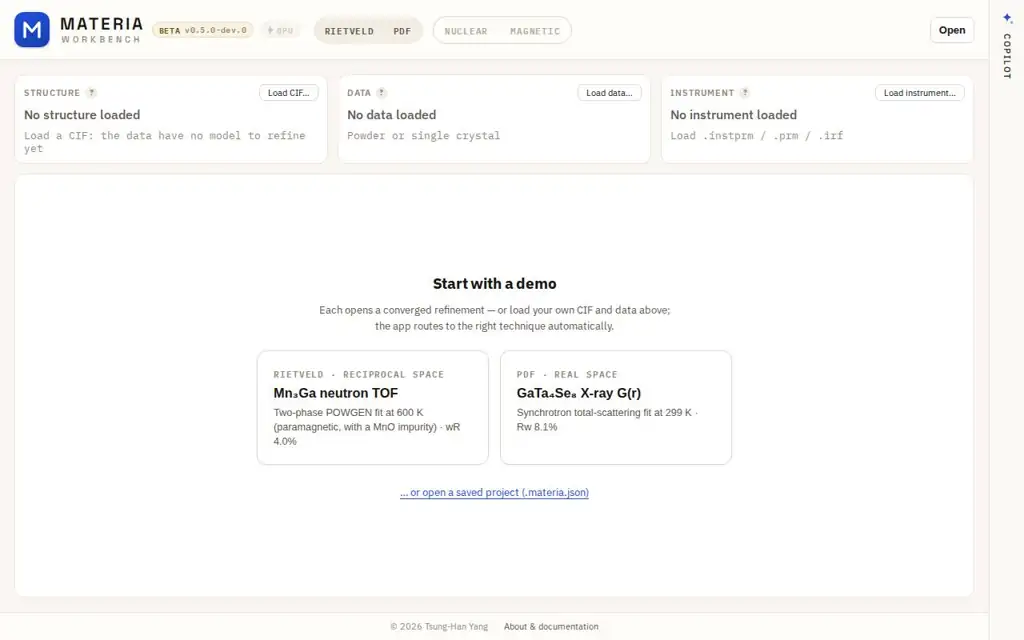 MATERIA
WORKBENCH
BETA v0.5.0-dev.0
GPU
RIETVELD PDF
NUCLEAR MAGNETIC
Open
COPILOT
STRUCTURE ?
Load CIF...
No structure loaded
Load a CIF: the data have no model to refine
yet
DATA ?
Load data...
No data loaded
Powder or single crystal
INSTRUMENT ?
Load instrument...
No instrument loaded
Load .instprm / .prm / .irf
Start with a demo
Each opens a converged refinement — or load your own CIF and data above;
the app routes to the right technique automatically.
RIETVELD · RECIPROCAL SPACE
Mn₃Ga neutron TOF
Two-phase POWGEN fit at 600 K
(paramagnetic, with a MnO impurity) · wR
4.0%
PDF · REAL SPACE
GaTa₄Se₈ X-ray G(r)
Synchrotron total-scattering fit at 299 K ·
Rw 8.1%
... or open a saved project (.materia.json)
© 2026 Tsung-Han Yang About & documentation